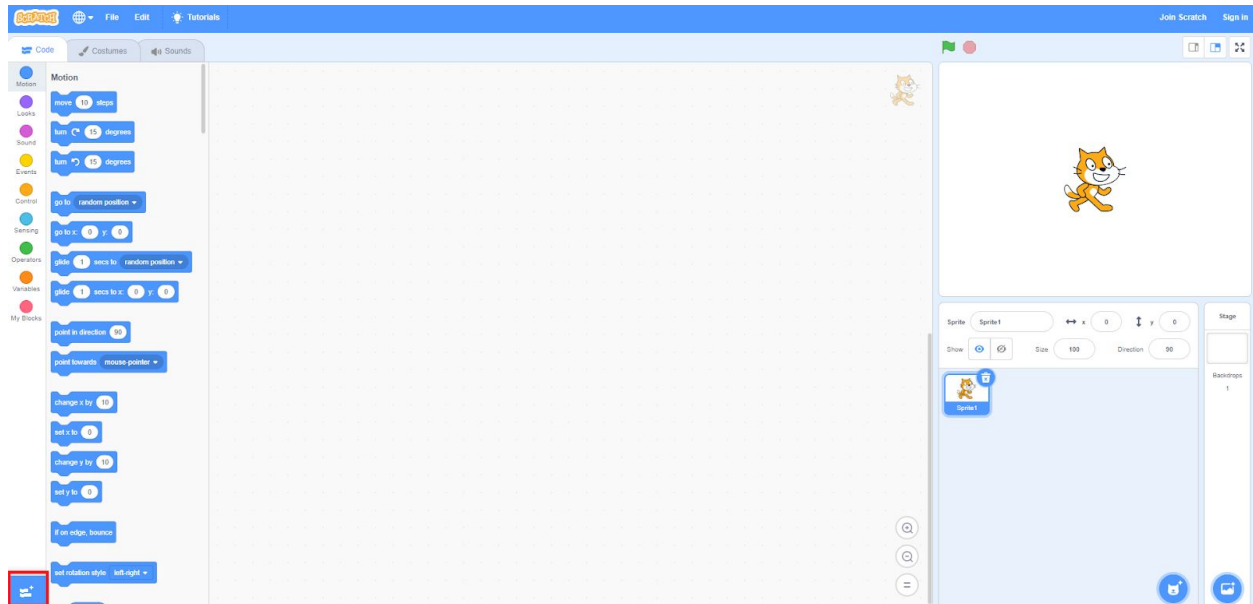 SCRATCH File Edit Tutorials Join Scratch Sign in
Code Costumes Sounds
Motion
Looks
Sound
Events
Control
Sensing
Operators
Variables
My Blocks
Motion
move 10 steps
turn 15 degrees
turn 15 degrees
go to random position
go to x: 0 y: 0
glide 1 secs to random position
glide 1 secs to x: 0 y: 0
point in direction 90
point towards mouse-pointer
change x by 10
set x to 0
change y by 10
set y to 0
if on edge, bounce
set rotation style left-right
Sprite Sprite1 x 0 y 0
Show Size 100 Direction 90
Sprite1
Stage
Backdrops
1